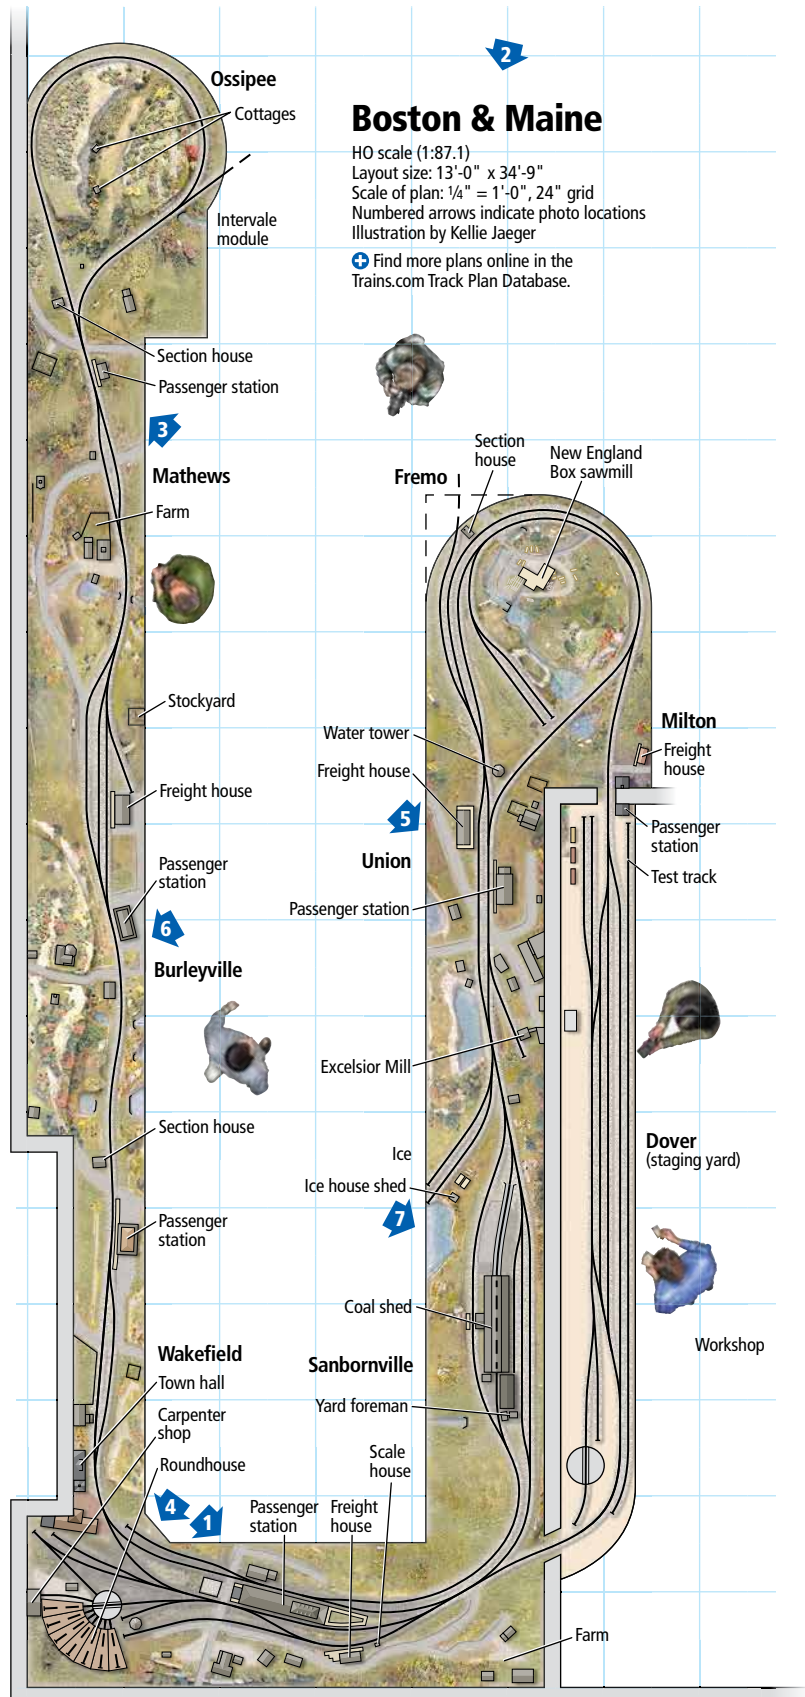 2
Ossipee
Cottages
Boston & Maine
HO scale (1:87.1)
Layout size: 13'-0" x 34'-9"
Scale of plan: ¼" = 1'-0", 24" grid
Numbered arrows indicate photo locations
Illustration by Kellie Jaeger
Find more plans online in the
Trains.com Track Plan Database.
Intervale
module
Section house
Passenger station
3
Mathews
Farm
Section
house
New England
Box sawmill
Fremo
Stockyard
Freight house
Passenger
station
6
Burleyville
Water tower
Freight house
5
Union
Passenger station
Milton
Freight
house
Passenger
station
Test track
Excelsior Mill
Section house
Passenger
station
Ice
Ice house shed
7
Dover
(staging yard)
Coal shed
Workshop
Wakefield
Town hall
Carpenter
shop
Roundhouse
Sanbornville
Yard foreman
Scale
house
4
1
Passenger
station
Freight
house
Farm